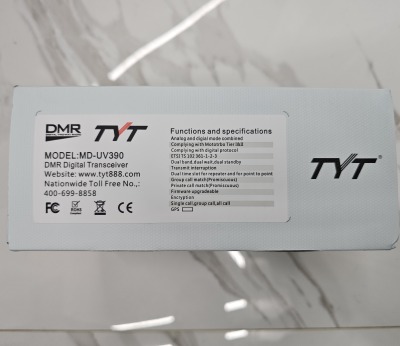 DMR TYT
MODEL:MD-UV390
DMR Digital Transceiver
Website: www.tyt888.com
Nationwide Toll Free No.,:
400-699-8858
FC CE RoHS
Functions and specifications
Analog and digial mode combined
Complying with Mototrbo Tier I&II
Complying with digital protocol
ETSI TS 102 361-1-2-3
Dual band,dual wait,dual standby
Transmit interruption
Dual time slot for repeater and for point to point
Group call match(Promiscuous)
Private call match(Promiscuous)
Firmware upgradeable
Encryption
Single call,group call,all call
GPS
TYT